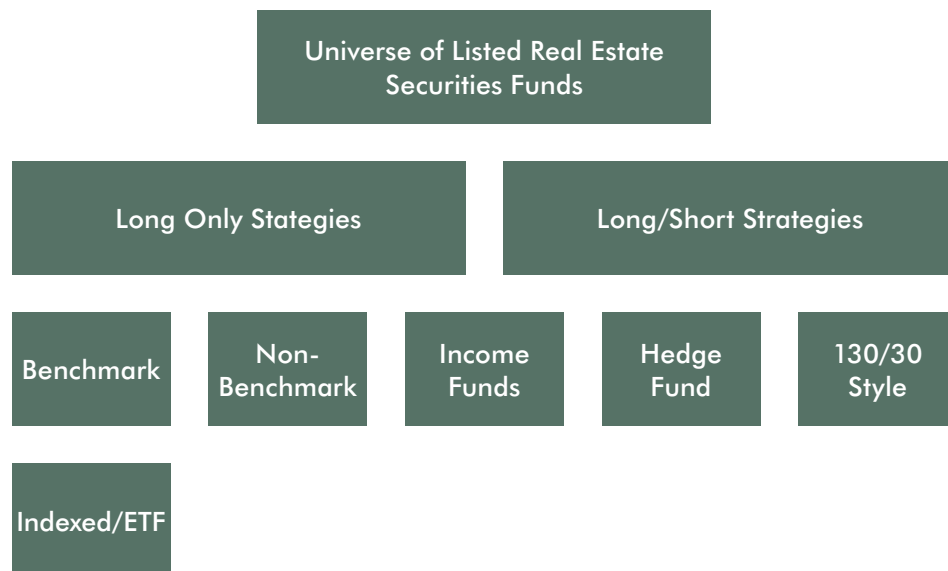 Universe of Listed Real Estate
Securities Funds
Long Only Stategies
Long/Short Strategies
Benchmark
Non-
Benchmark
Income
Funds
Hedge
Fund
130/30
Style
Indexed/ETF